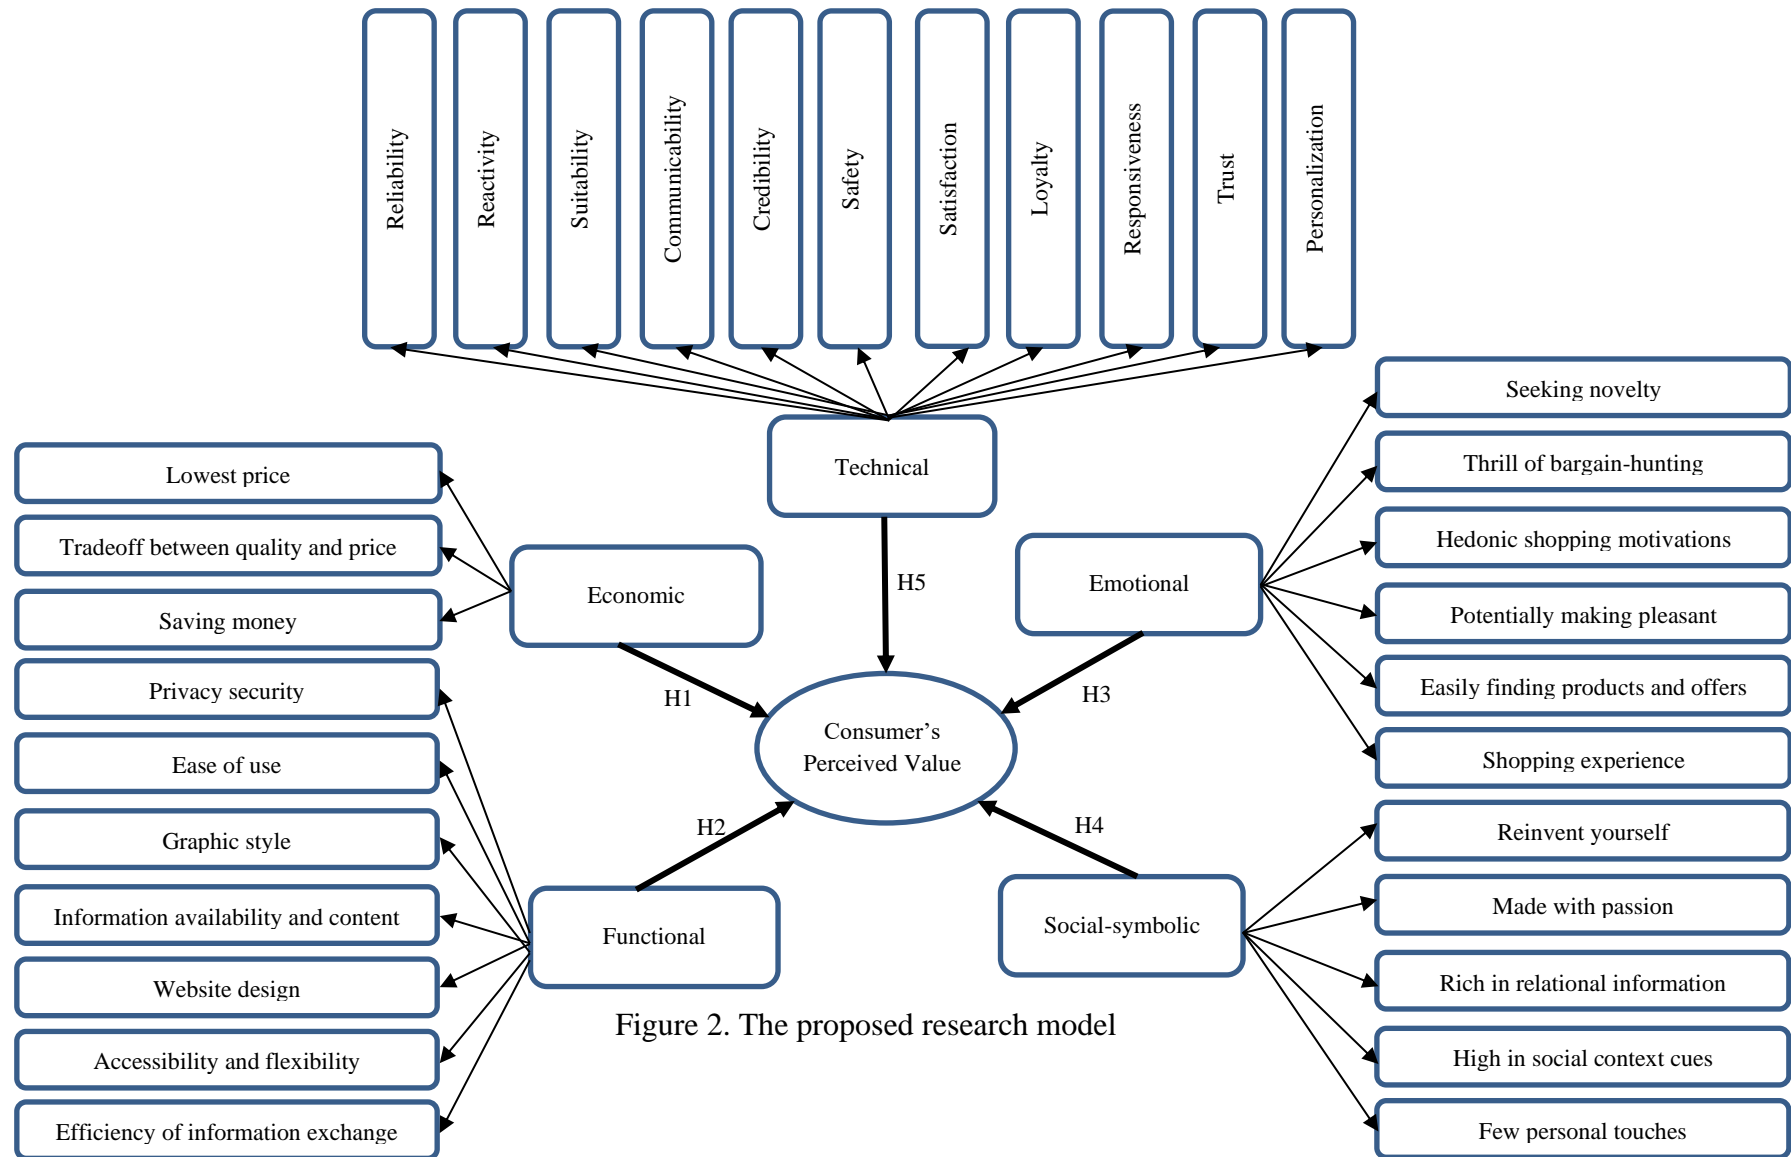 Reliability
Reactivity
Suitability
Communicability
Credibility
Safety
Satisfaction
Loyalty
Responsiveness
Trust
Personalization
Technical
Lowest price
Tradeoff between quality and price
Saving money
Economic
H1
Privacy security
Ease of use
Graphic style
Information availability and content
Website design
Accessibility and flexibility
Efficiency of information exchange
Functional
H2
H5
Consumer’s
Perceived Value
Emotional
H3
Seeking novelty
Thrill of bargain-hunting
Hedonic shopping motivations
Potentially making pleasant
Easily finding products and offers
Shopping experience
Social-symbolic
H4
Reinvent yourself
Made with passion
Rich in relational information
High in social context cues
Few personal touches
Figure 2. The proposed research model